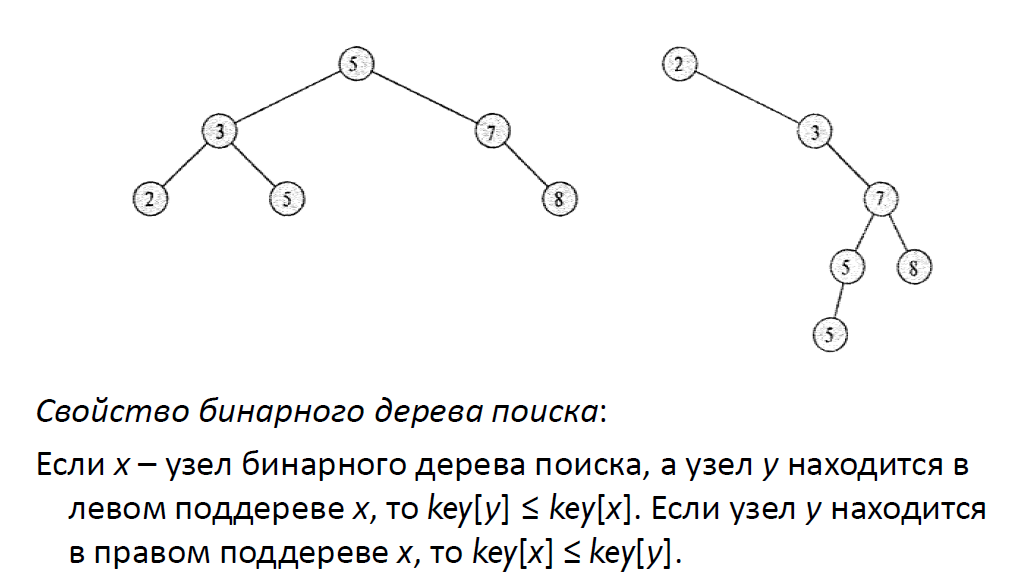 5 2
3 7 3
2 5 8 7
5 8
5
Свойство бинарного дерева поиска:
Если x – узел бинарного дерева поиска, а узел y находится в
левом поддереве x, то key[y] ≤ key[x]. Если узел y находится
в правом поддереве x, то key[x] ≤ key[y].